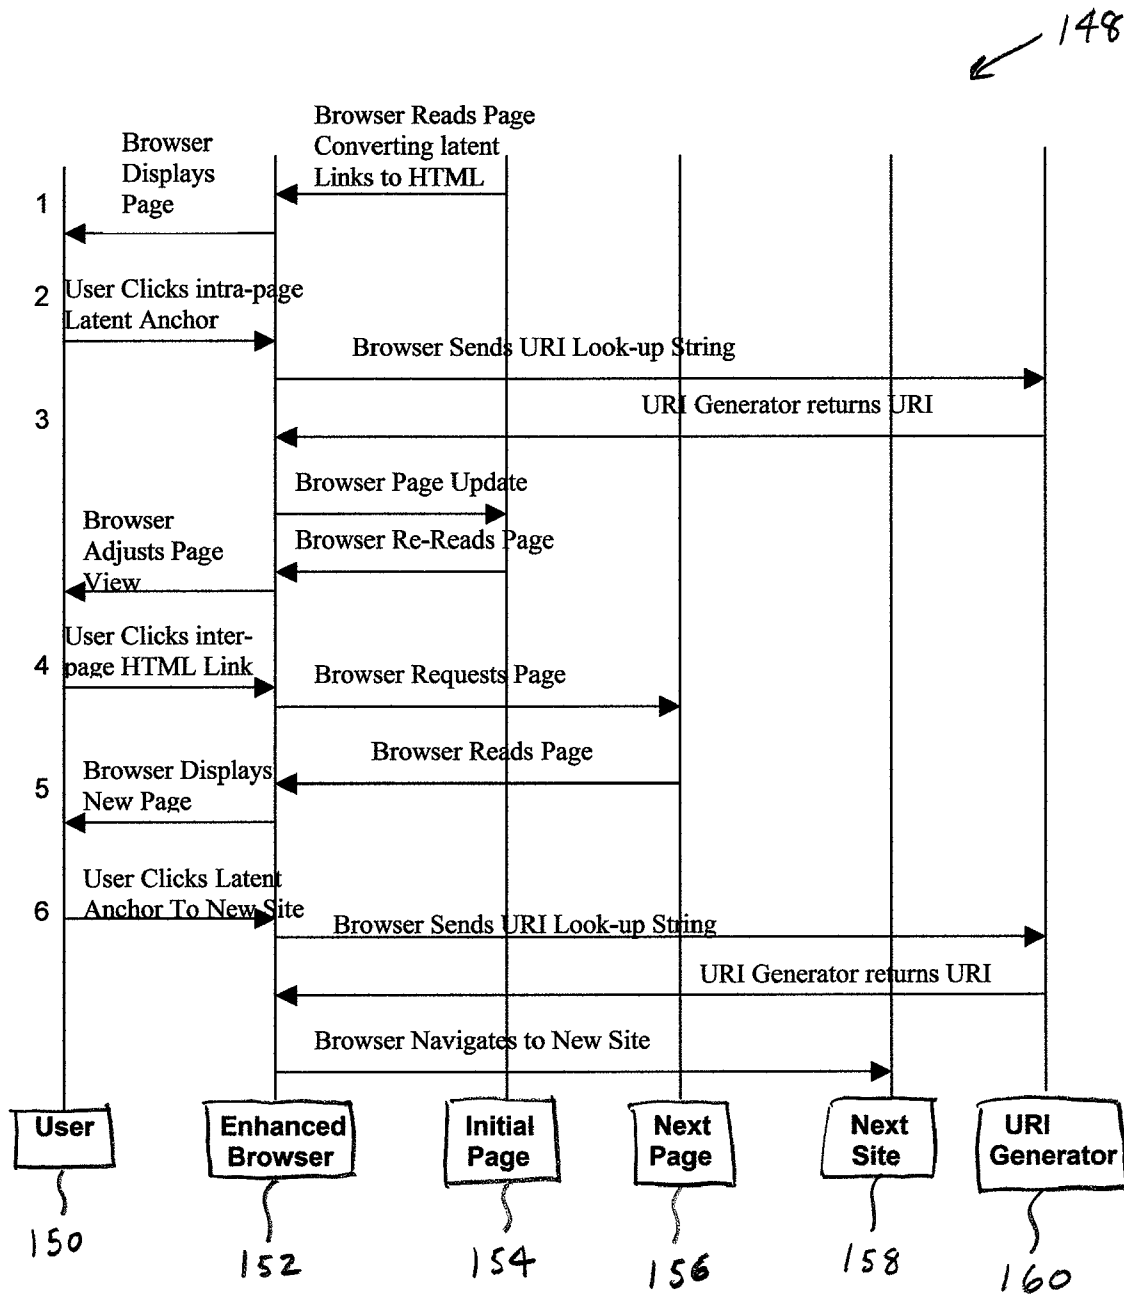 148
Browser Reads Page
Converting latent
Links to HTML
Browser
Displays
Page
1
2
User Clicks intra-page
Latent Anchor
Browser Sends URI Look-up String
URI Generator returns URI
3
Browser Page Update
Browser Re-Reads Page
Browser
Adjusts Page
View
User Clicks inter-
page HTML Link
4
Browser Requests Page
Browser Reads Page
Browser Displays
New Page
5
User Clicks Latent
Anchor To New Site
6
Browser Sends URI Look-up String
URI Generator returns URI
Browser Navigates to New Site
User
Enhanced
Browser
Initial
Page
Next
Page
Next
Site
URI
Generator
150
152
154
156
158
160